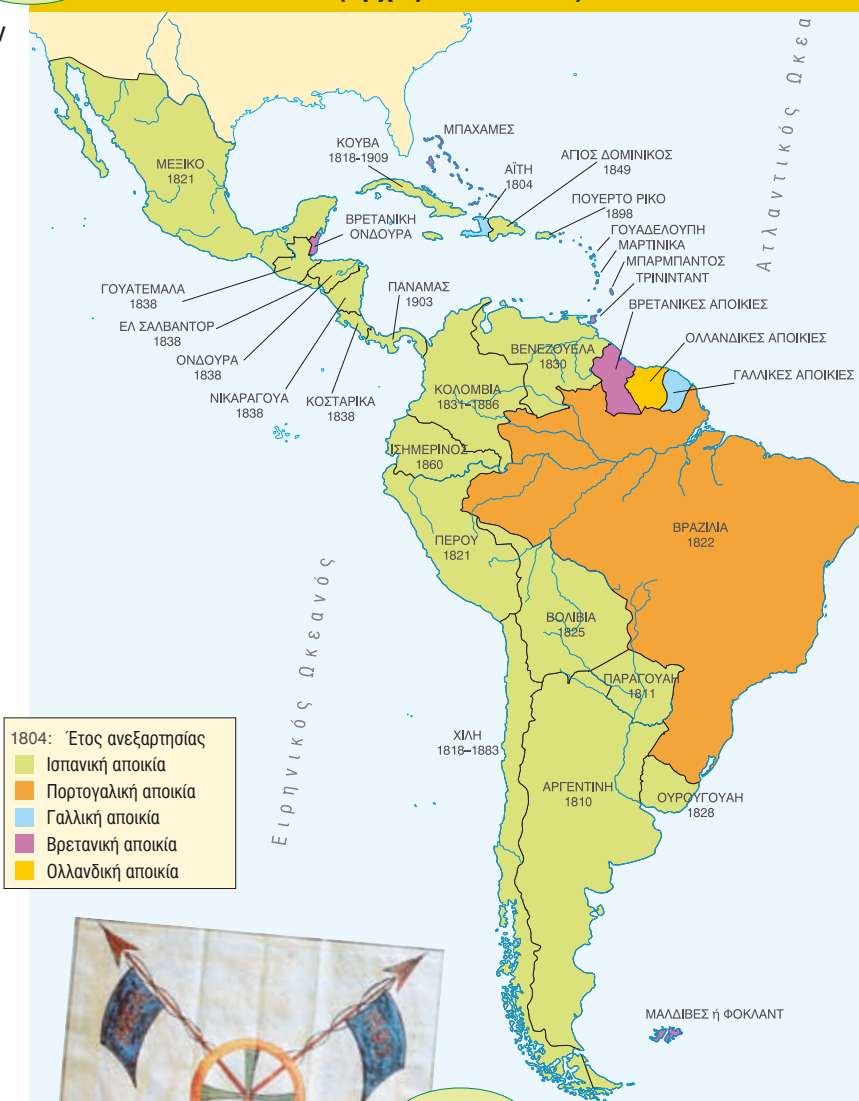 Ατλαντικός Ωκεα
ΜΠΑΧΑΜΕΣ
ΚΟΥΒΑ
1818-1909
ΑΪΤΗ
1804
ΑΓΙΟΣ ΔΟΜΙΝΙΚΟΣ
1849
ΜΕΞΙΚΟ
1821
ΠΟΥΕΡΤΟ ΡΙΚΟ
1898
ΒΡΕΤΑΝΙΚΗ
ΟΝΔΟΥΡΑ
ΓΟΥΑΔΕΛΟΥΠΗ
ΜΑΡΤΙΝΙΚΑ
ΜΠΑΡΜΠΑΝΤΟΣ
ΤΡΙΝΙΝΤΑΝΤ
ΓΟΥΑΤΕΜΑΛΑ
1838
ΠΑΝΑΜΑΣ
1903
ΒΡΕΤΑΝΙΚΕΣ ΑΠΟΙΚΙΕΣ
ΕΛ ΣΑΛΒΑΝΤΟΡ
1838
ΟΛΛΑΝΔΙΚΕΣ ΑΠΟΙΚΙΕΣ
ΒΕΝΕΖΟΥΕΛΑ
1830
ΟΝΔΟΥΡΑ
1838
ΓΑΛΛΙΚΕΣ ΑΠΟΙΚΙΕΣ
ΝΙΚΑΡΑΓΟΥΑ
1838
ΚΟΣΤΑΡΙΚΑ
1838
ΚΟΛΟΜΒΙΑ
1831-1886
ΙΣΗΜΕΡΙΝΟΣ
1860
ΒΡΑΖΙΛΙΑ
1822
ΠΕΡΟΥ
1821
Ειρηνικός Ωκεανός
ΒΟΛΙΒΙΑ
1825
ΠΑΡΑΓΟΥΑΗ
1811
ΧΙΛΗ
1818-1883
ΑΡΓΕΝΤΙΝΗ
1810
ΟΥΡΟΥΓΟΥΑΗ
1828
1804: Έτος ανεξαρτησίας
Ισπανική αποικία
Πορτογαλική αποικία
Γαλλική αποικία
Βρετανική αποικία
Ολλανδική αποικία
ΜΑΛΔΙΒΕΣ ή ΦΟΚΛΑΝΤ